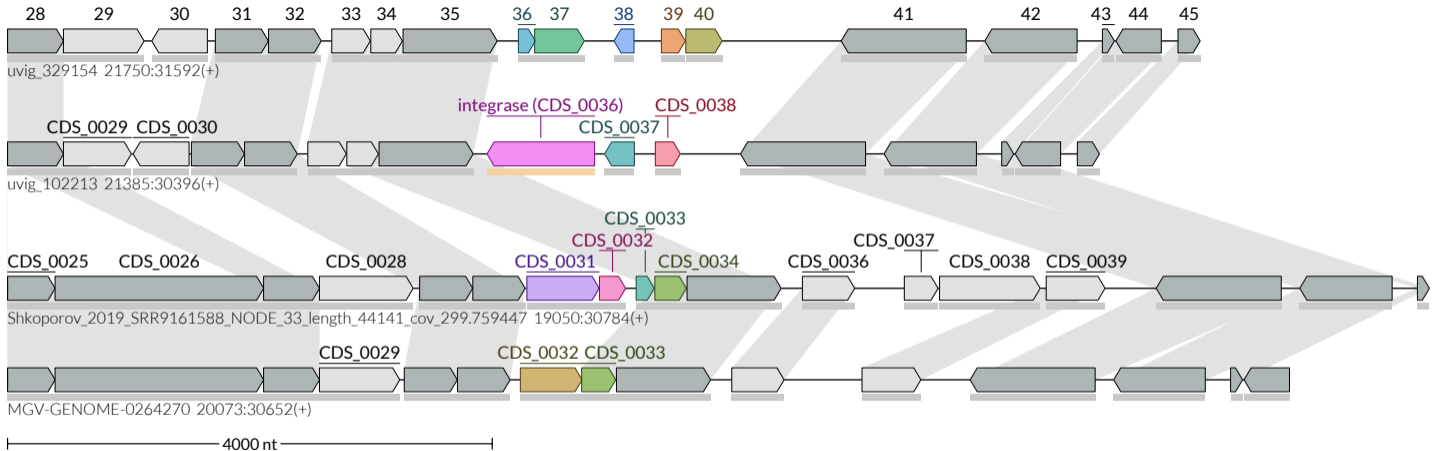 28 29 30 31 32 33 34 35 36 37 38 39 40 41 42 43 44 45
uvig_329154 21750:31592(+)
integrase (CDS_0036) CDS_0038
CDS_0029 CDS_0030 CDS_0037
uvig_102213 21385:30396(+)
CDS_0033
CDS_0032 CDS_0037
CDS_0025 CDS_0026 CDS_0028 CDS_0031 CDS_0034 CDS_0036 CDS_0038 CDS_0039
Shkoporov_2019_SRR9161588_NODE_33_length_44141_cov_299.759447 19050:30784(+)
CDS_0029 CDS_0032 CDS_0033
MGV-GENOME-0264270 20073:30652(+)
4000 nt